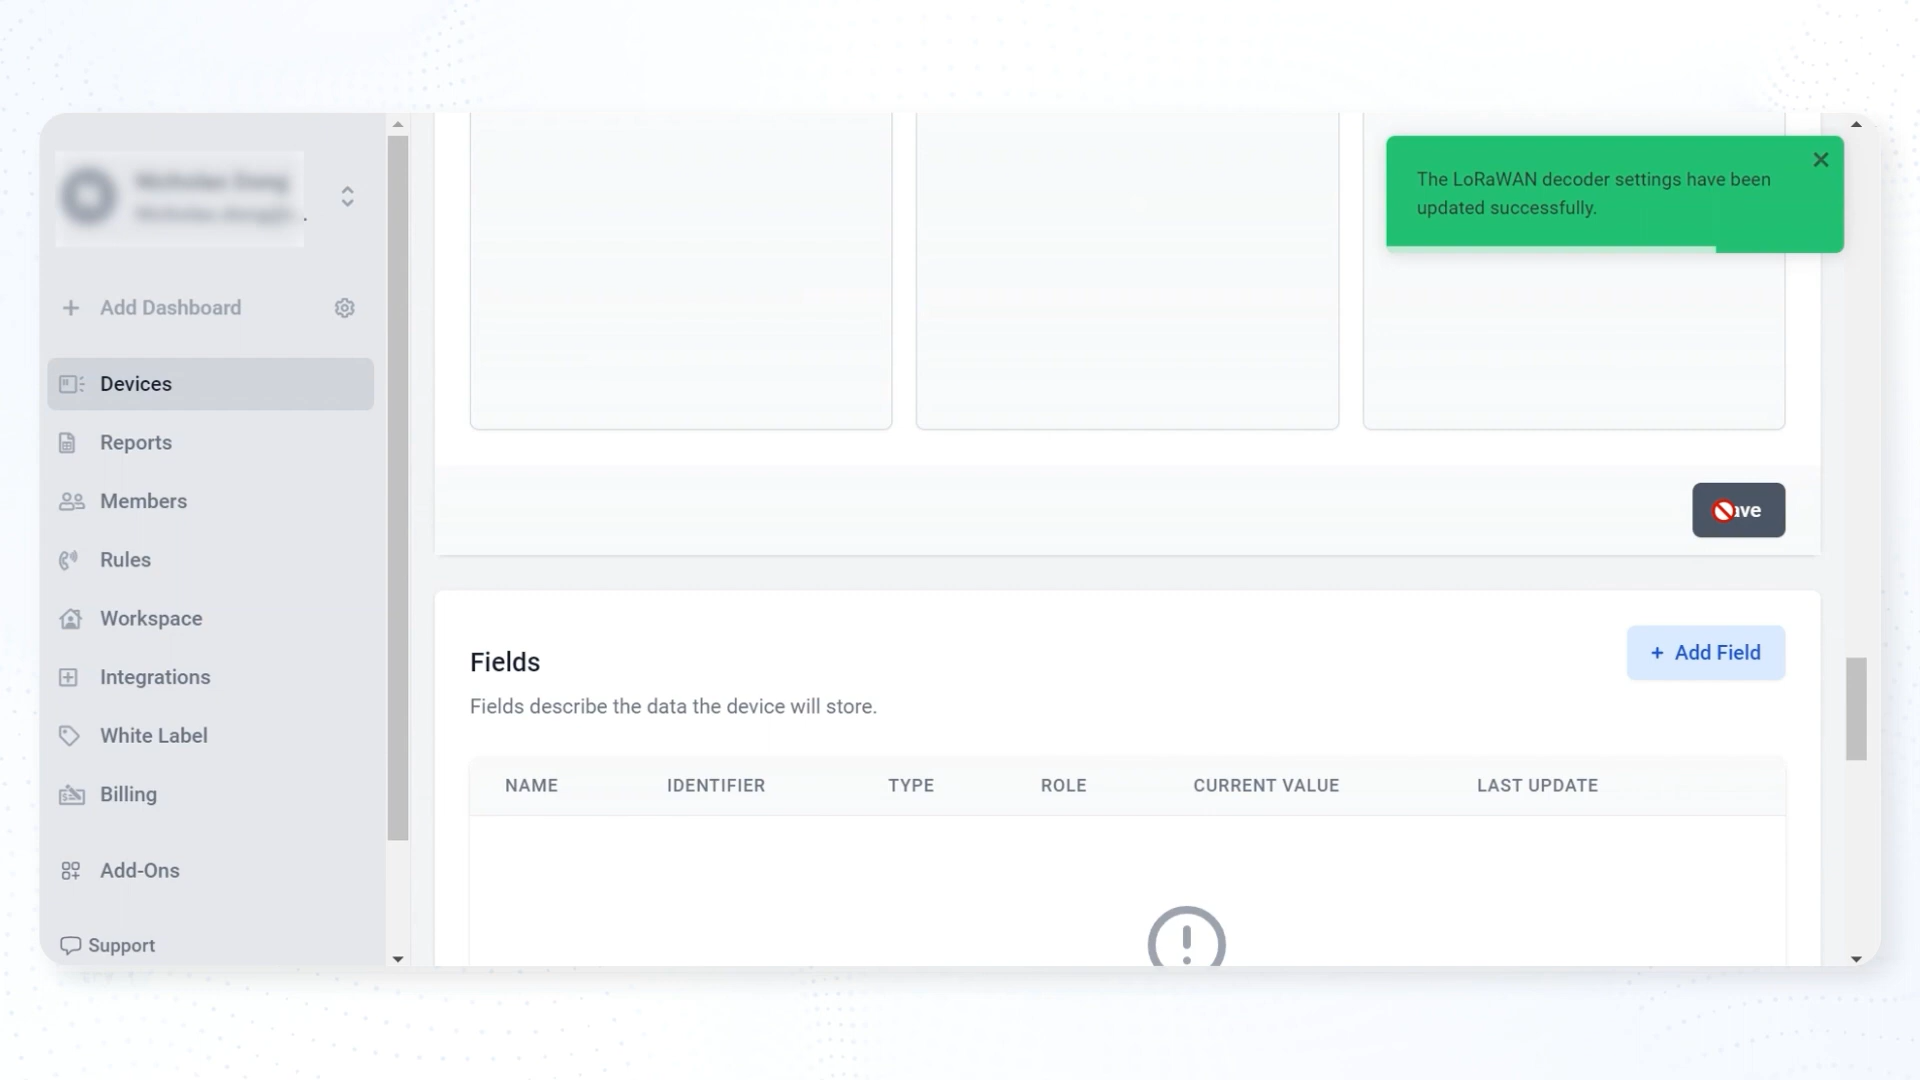 Add Dashboard
Devices
Reports
Members
Rules
Workspace
Integrations
White Label
Billing
Add-Ons
Support
The LoRaWAN decoder settings have been
updated successfully.
Fields
+ Add Field
Fields describe the data the device will store.
NAME IDENTIFIER TYPE ROLE CURRENT VALUE LAST UPDATE